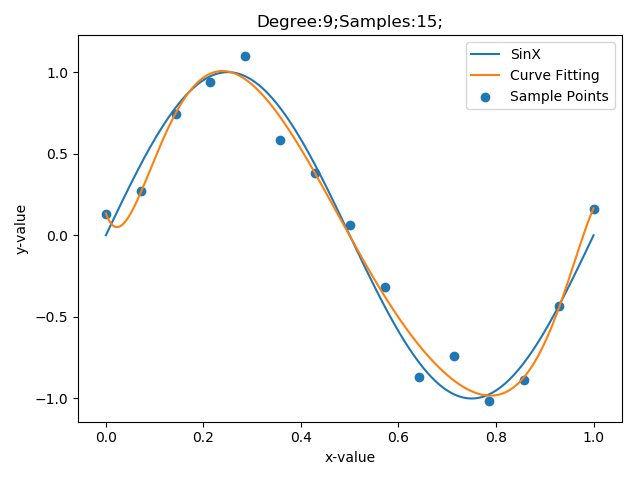 Degree:9;Samples:15;
SinX
Curve Fitting
Sample Points
1.0
0.5
0.0
−0.5
−1.0
y-value
0.0 0.2 0.4 0.6 0.8 1.0
x-value